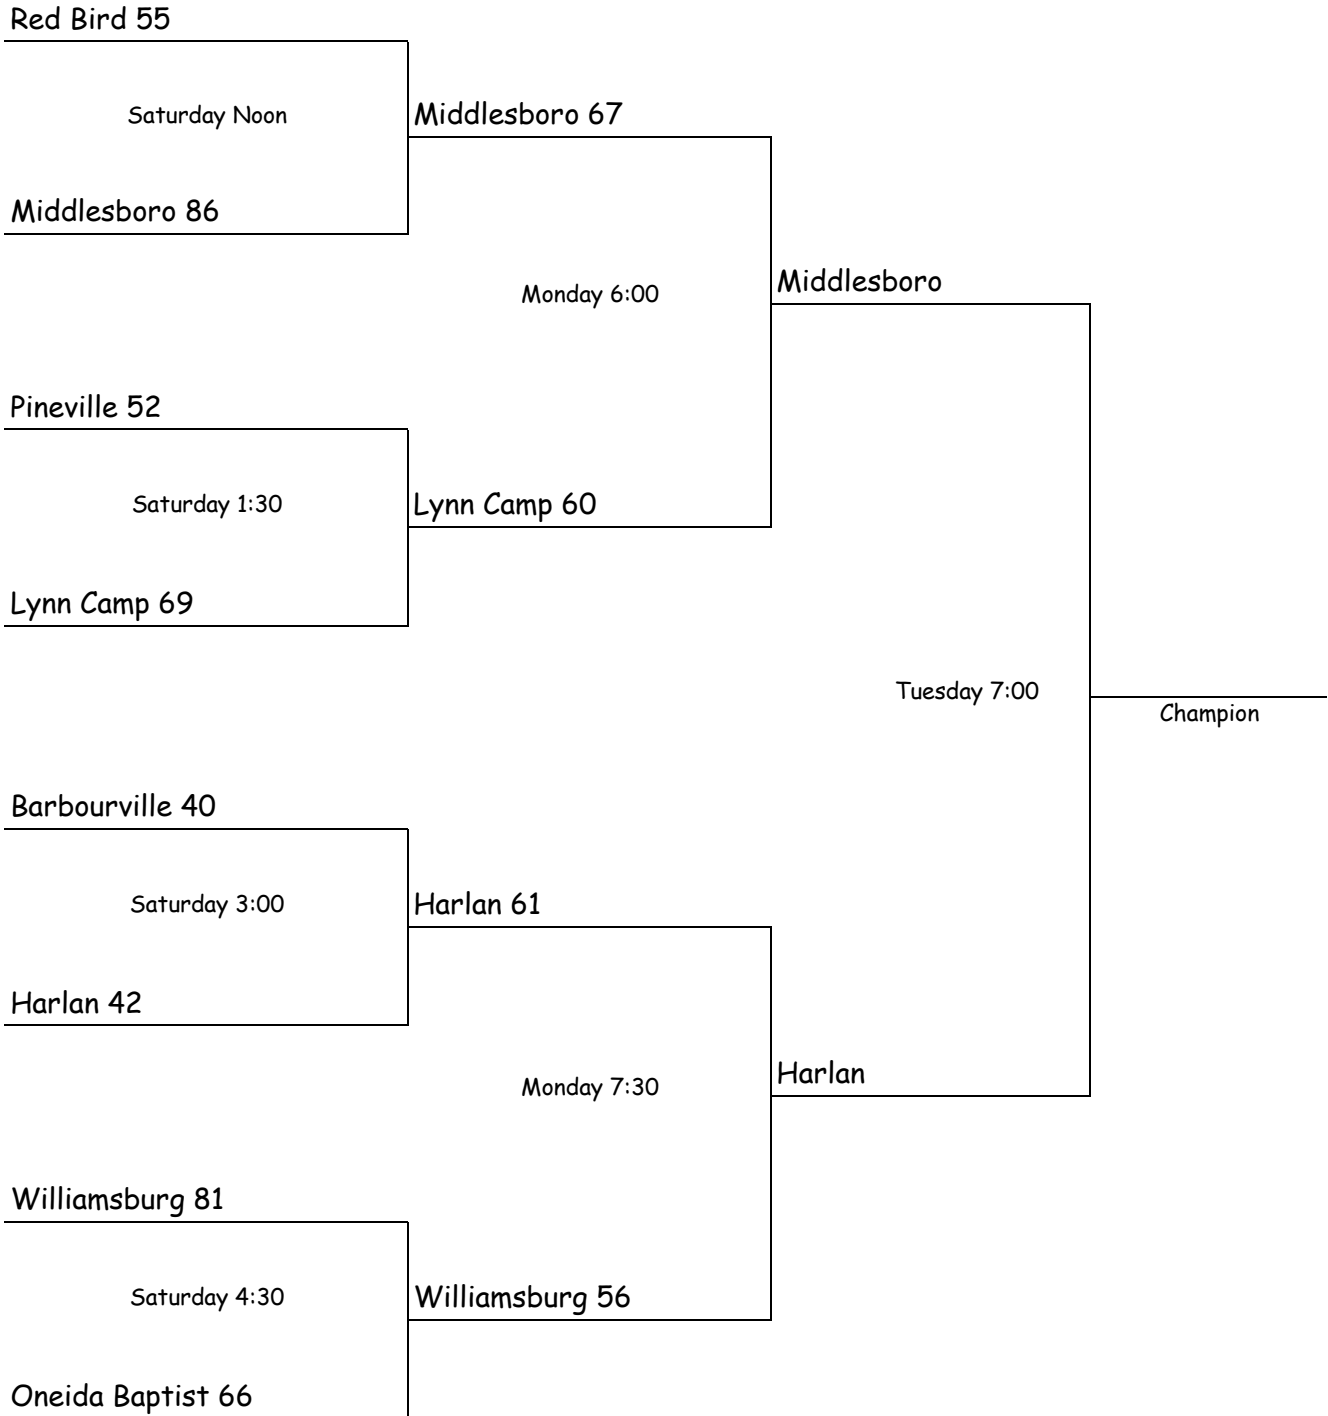 Red Bird 55
Saturday Noon
Middlesboro 67
Middlesboro 86
Monday 6:00
Middlesboro
Pineville 52
Saturday 1:30
Lynn Camp 60
Lynn Camp 69
Tuesday 7:00
Champion
Barbourville 40
Saturday 3:00
Harlan 61
Harlan 42
Monday 7:30
Harlan
Williamsburg 81
Saturday 4:30
Williamsburg 56
Oneida Baptist 66